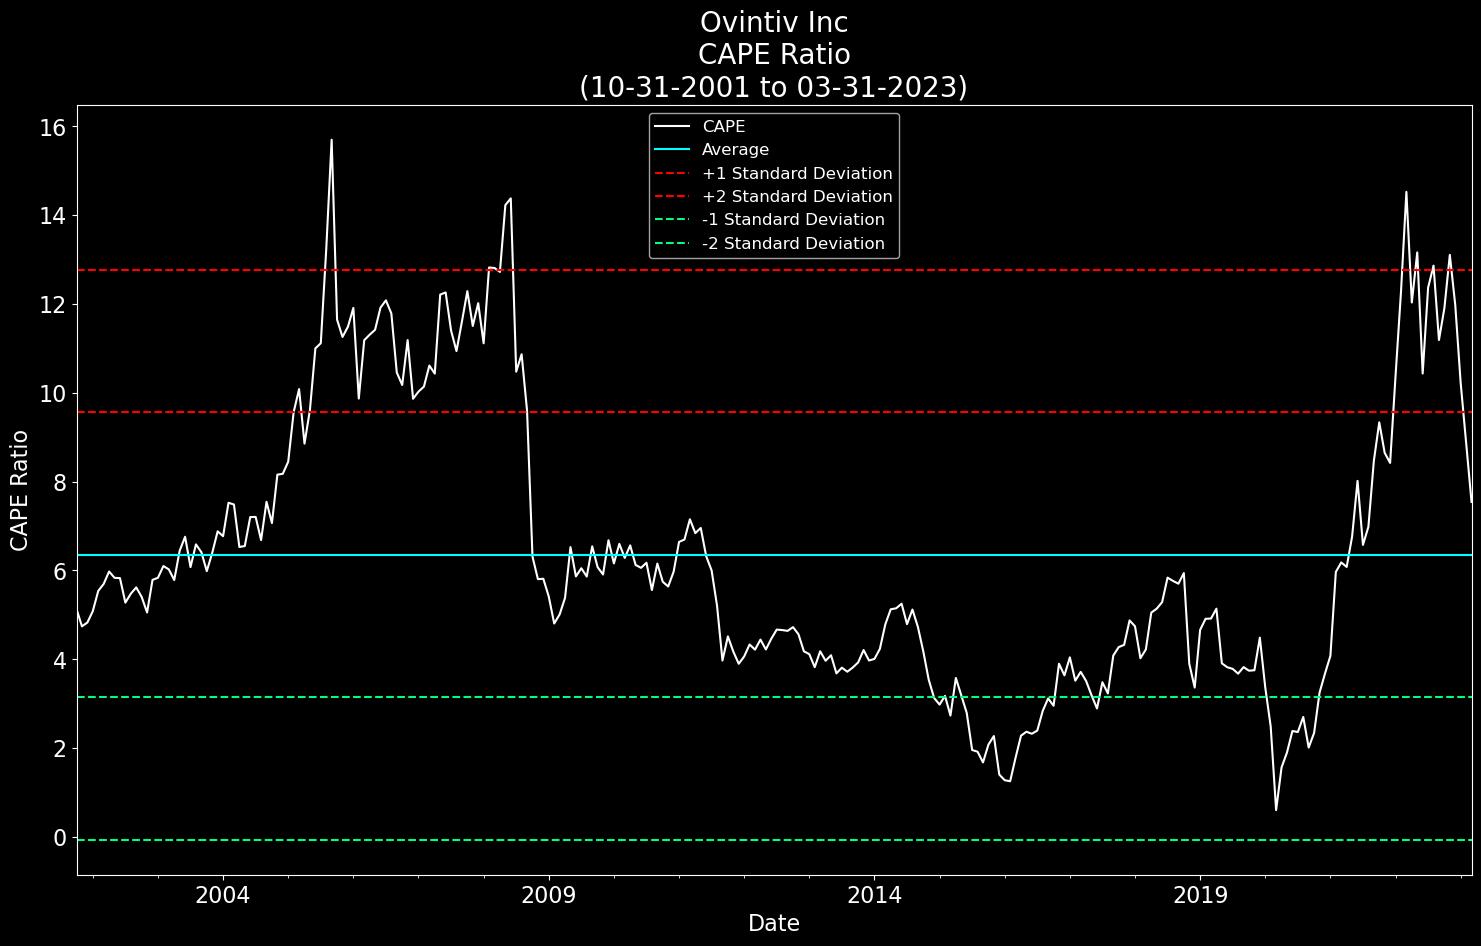 Ovintiv Inc
CAPE Ratio
(10-31-2001 to 03-31-2023)
CAPE
Average
+1 Standard Deviation
+2 Standard Deviation
-1 Standard Deviation
-2 Standard Deviation
16
14
12
10
8
6
4
2
0
CAPE Ratio
2004 2009 2014 2019
Date